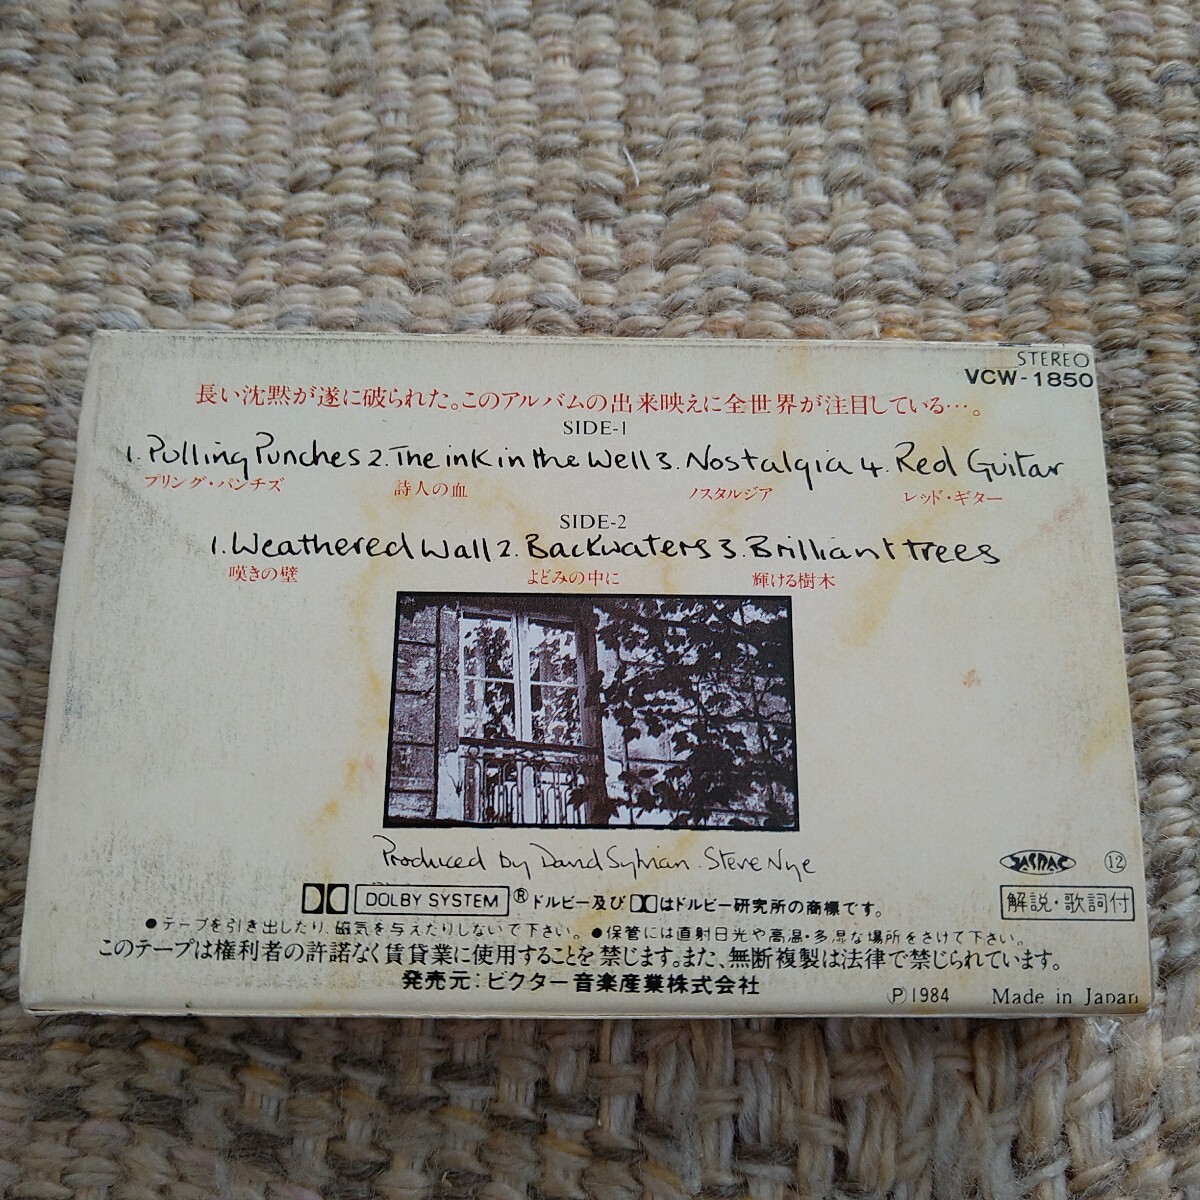 STEREO
VCW-1850
長い沈黙が遂に破られた。このアルバムの出来映えに全世界が注目している…。
SIDE-1
1. Pulling Punches 2. The ink in the Well 3. Nostalgia 4. Red Guitar
プリング・パンチズ 詩人の血 ノスタルジア レッド・ギター
SIDE-2
1. Weathered Wall 2. Backwaters 3. Brilliant trees
嘆きの壁 よどみの中に 輝ける樹木
Produced by David Sylvian. Steve Nye
JASRAC ⑫
DOLBY SYSTEM ® ドルビー及びはドルビー研究所の商標です。
解説・歌詞付
●テープを引き出したり、磁気を与えたりしないで下さい。●保管には直射日光や高温・多湿な場所をさけて下さい。
このテープは権利者の許諾なく賃貸業に使用することを禁じます。また、無断複製は法律で禁じられています。
発売元:ビクター音楽産業株式会社
Ⓟ1984 Made in Japan